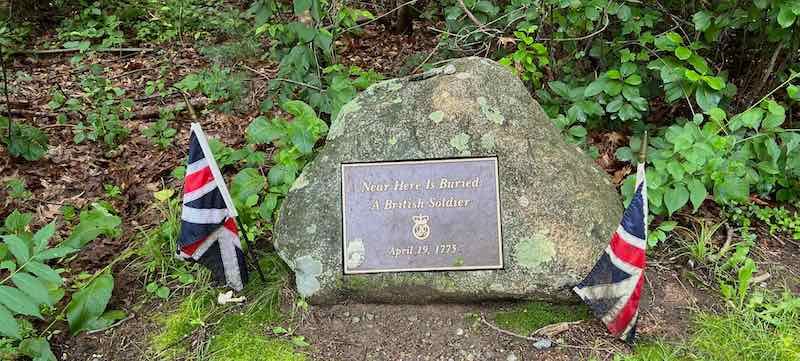 Near Here Is Buried
A British Soldier
April 19, 1775